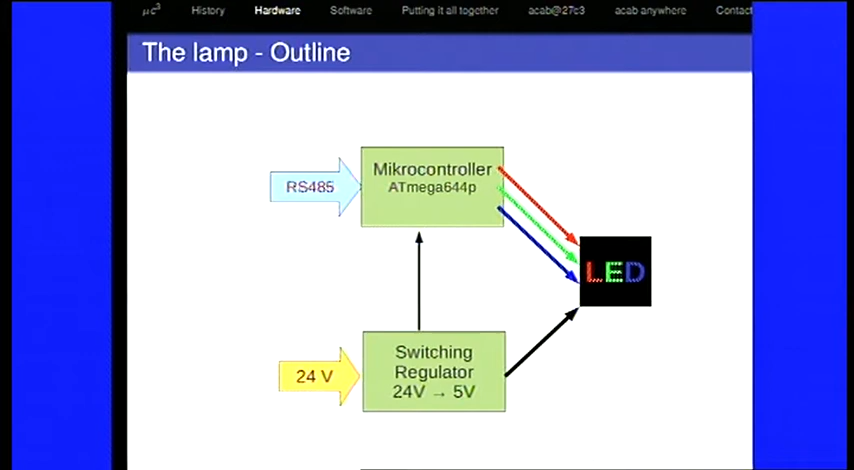 μc³ History Hardware Software Putting it all together acab@27c3 acab anywhere Contact
The lamp - Outline
Mikrocontroller
ATmega644p
RS485
LED
Switching
Regulator
24V → 5V
24 V